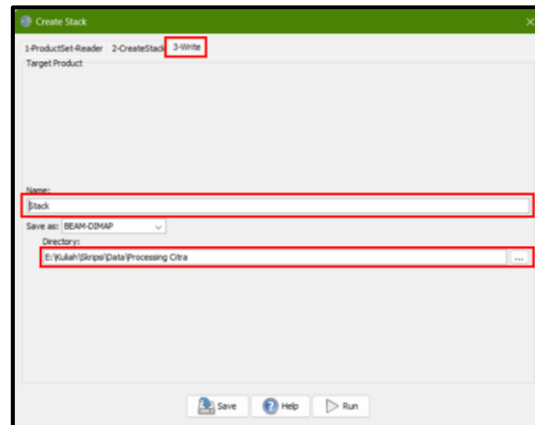 Create Stack
1-ProductSet-Reader 2-CreateStack 3-Write
Target Product
Name:
Stack
Save as: BEAM-DIMAP
Directory:
E:\Kuliah\Skripsi\Data\Processing Citra
...
Save Help Run